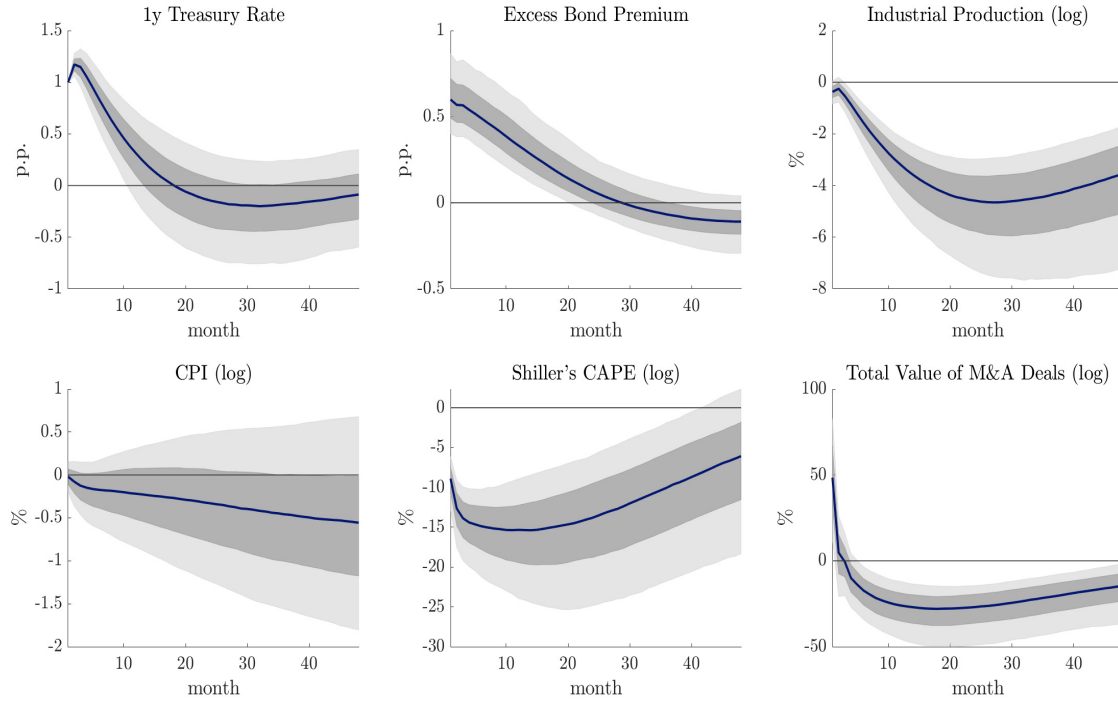 1y Treasury Rate
1.5
1
0.5
0
-0.5
-1
p.p.
10 20 30 40
month
Excess Bond Premium
1
0.5
0
-0.5
p.p.
10 20 30 40
month
Industrial Production (log)
2
0
-2
-4
-6
-8
%
10 20 30 40
month
CPI (log)
1
0.5
0
-0.5
-1
-1.5
-2
%
10 20 30 40
month
Shiller's CAPE (log)
0
-5
-10
-15
-20
-25
-30
%
10 20 30 40
month
Total Value of M&A Deals (log)
100
50
0
-50
%
10 20 30 40
month